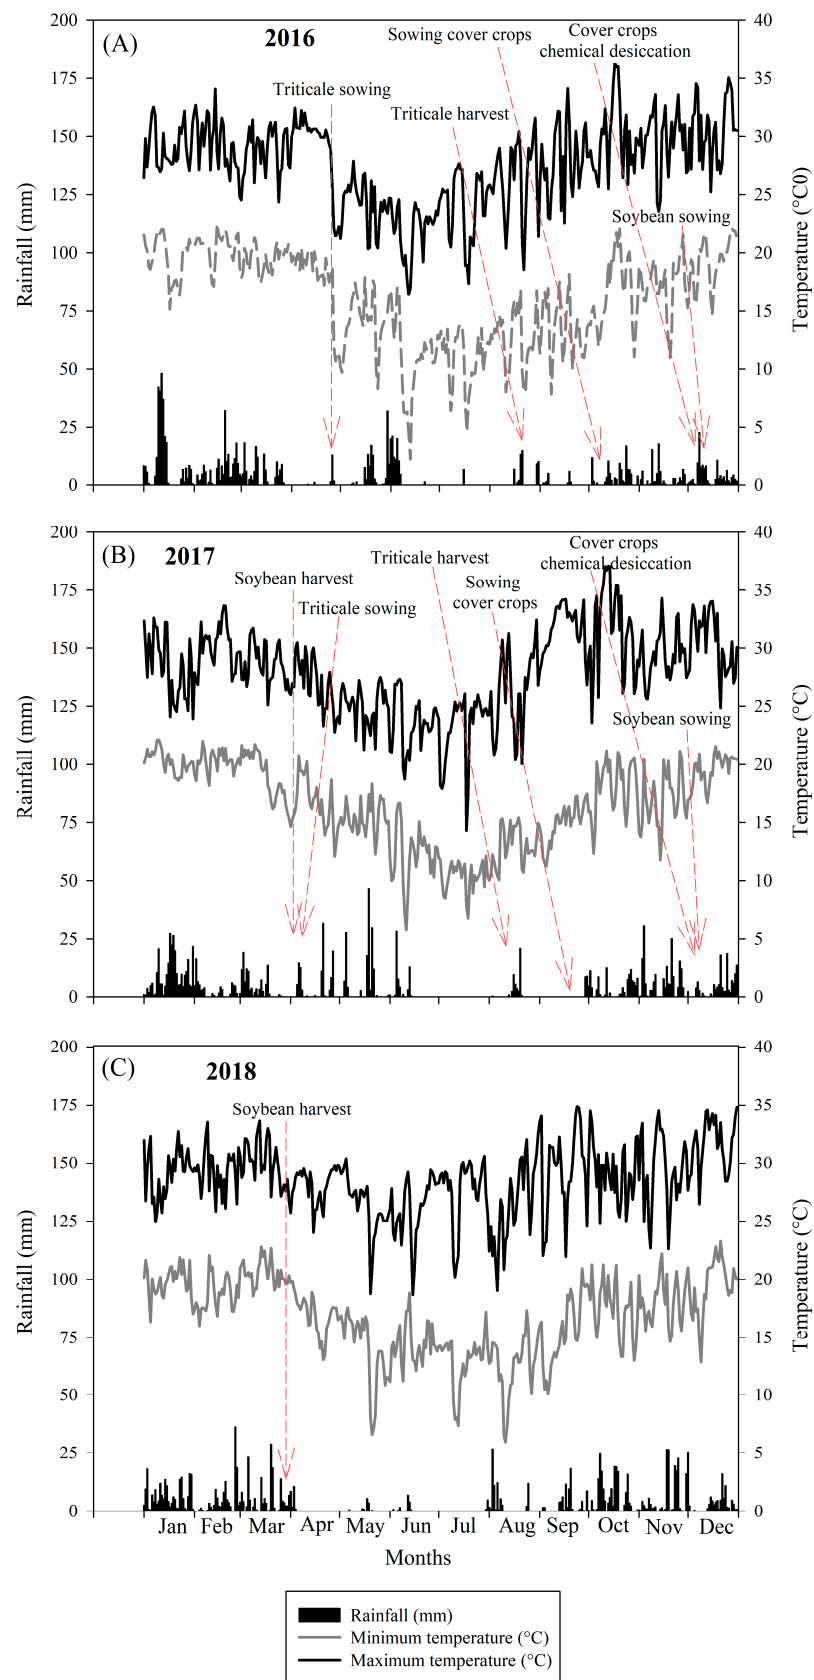 (A)
2016
Sowing cover crops
Cover crops
chemical desiccation
Triticale sowing
Triticale harvest
Soybean sowing
200
175
150
125
100
75
50
25
0
Rainfall (mm)
40
35
30
25
20
15
10
5
0
Temperature (°C0)
(B)
2017
Soybean harvest
Triticale sowing
Triticale harvest
Sowing
cover crops
Cover crops
chemical desiccation
Soybean sowing
200
175
150
125
100
75
50
25
0
Rainfall (mm)
40
35
30
25
20
15
10
5
0
Temperature (°C)
(C)
2018
Soybean harvest
200
175
150
125
100
75
50
25
0
Rainfall (mm)
40
35
30
25
20
15
10
5
0
Temperature (°C)
Jan Feb Mar Apr May Jun Jul Aug Sep Oct Nov Dec
Months
Rainfall (mm)
Minimum temperature (°C)
Maximum temperature (°C)